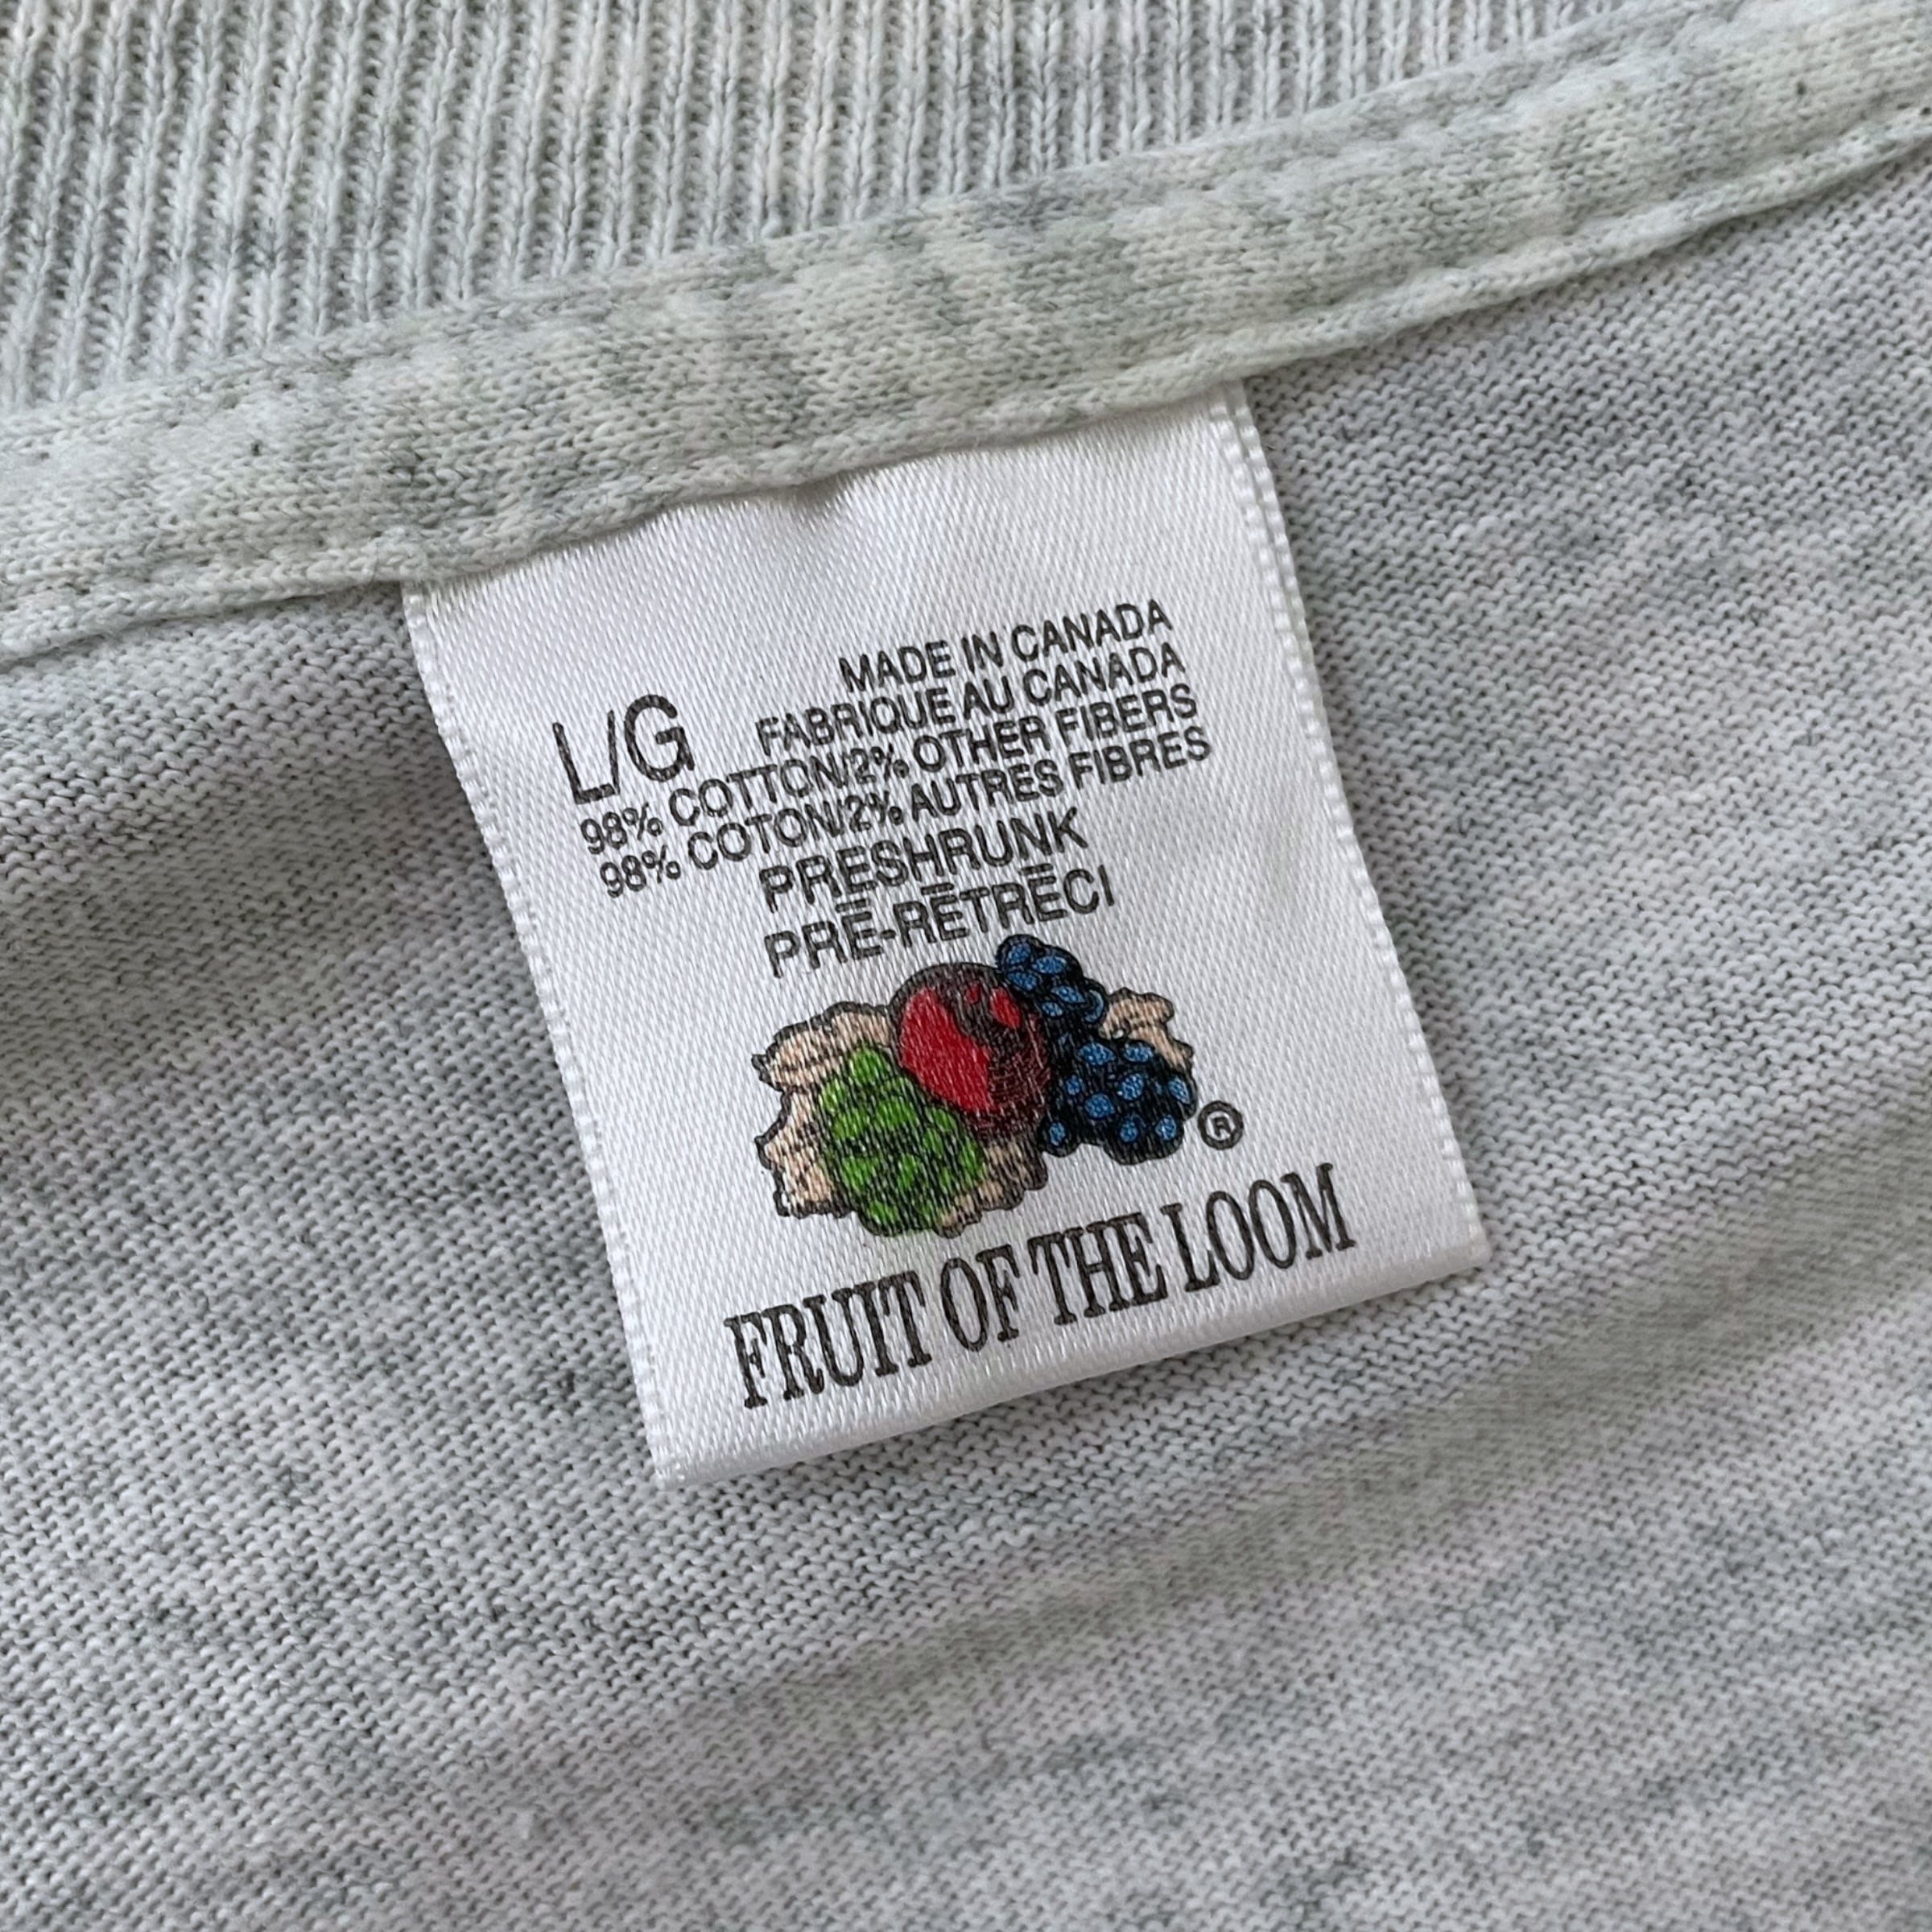 MADE IN CANADA
FABRIQUE AU CANADA
L/G
98% COTTON/2% OTHER FIBERS
98% COTON/2% AUTRES FIBRES
PRESHRUNK
PRĒ-RĒTRĒCI
®
FRUIT OF THE LOOM